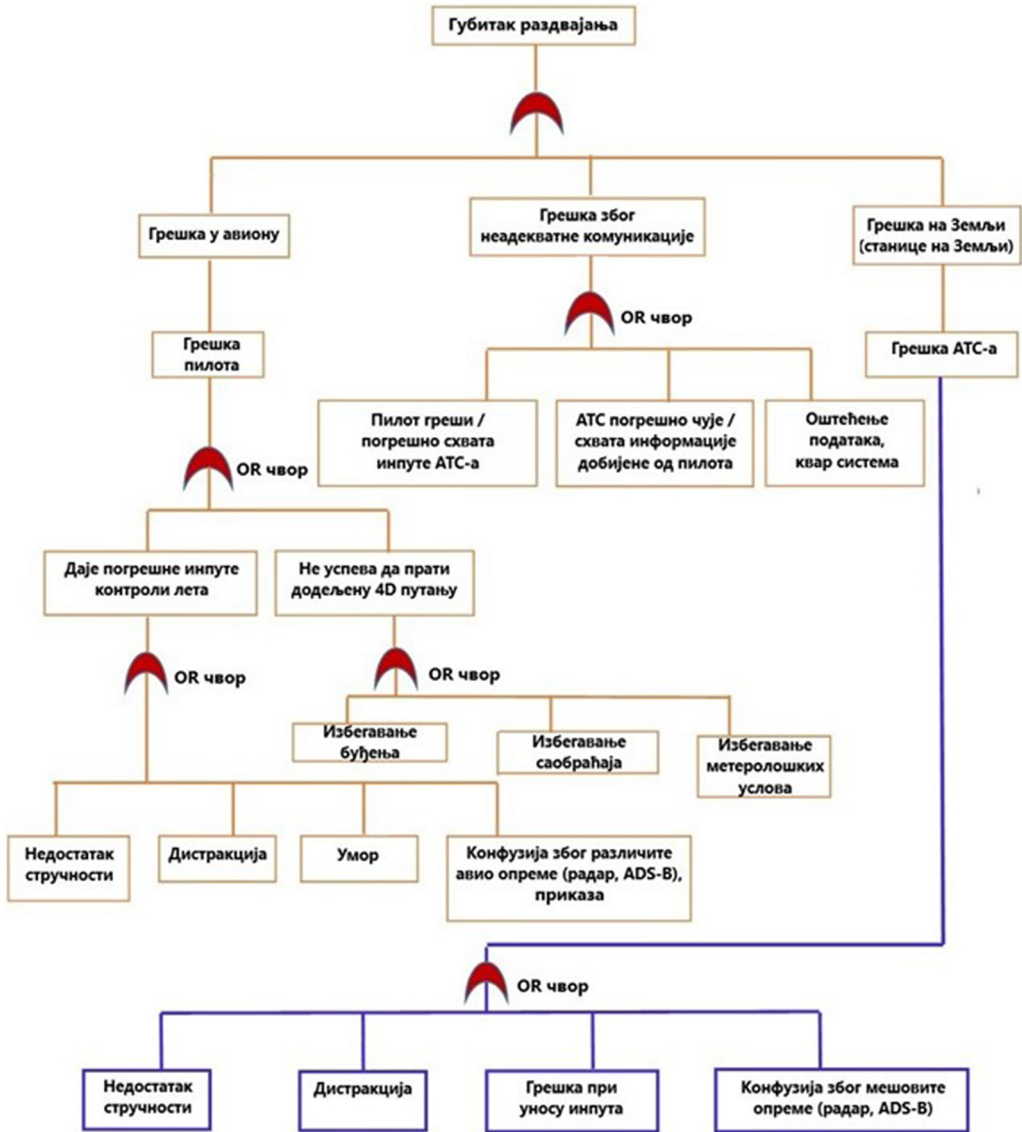 Губитак раздвајања
Грешка у авиону
Грешка због
неадекватне комуникације
Грешка на Земљи
(станице на Земљи)
OR чвор
Грешка
пилота
Грешка АТС-а
Пилот греши /
погрешно схвата
инпуте АТС-а
АТС погрешно чује /
схвата информације
добијене од пилота
Оштећење
података,
квар система
OR чвор
Даје погрешне инпуте
контроли лета
Не успева да прати
додељену 4D путању
OR чвор
OR чвор
Избегавање
буђења
Избегавање
саобраћаја
Избегавање
метеролошких
услова
Недостатак
стручности
Дистракција
Умор
Конфузија због различите
авио опреме (радар, ADS-B),
приказа
OR чвор
Недостатак
стручности
Дистракција
Грешка при
уносу инпута
Конфузија због мешовите
опреме (радар, ADS-B)